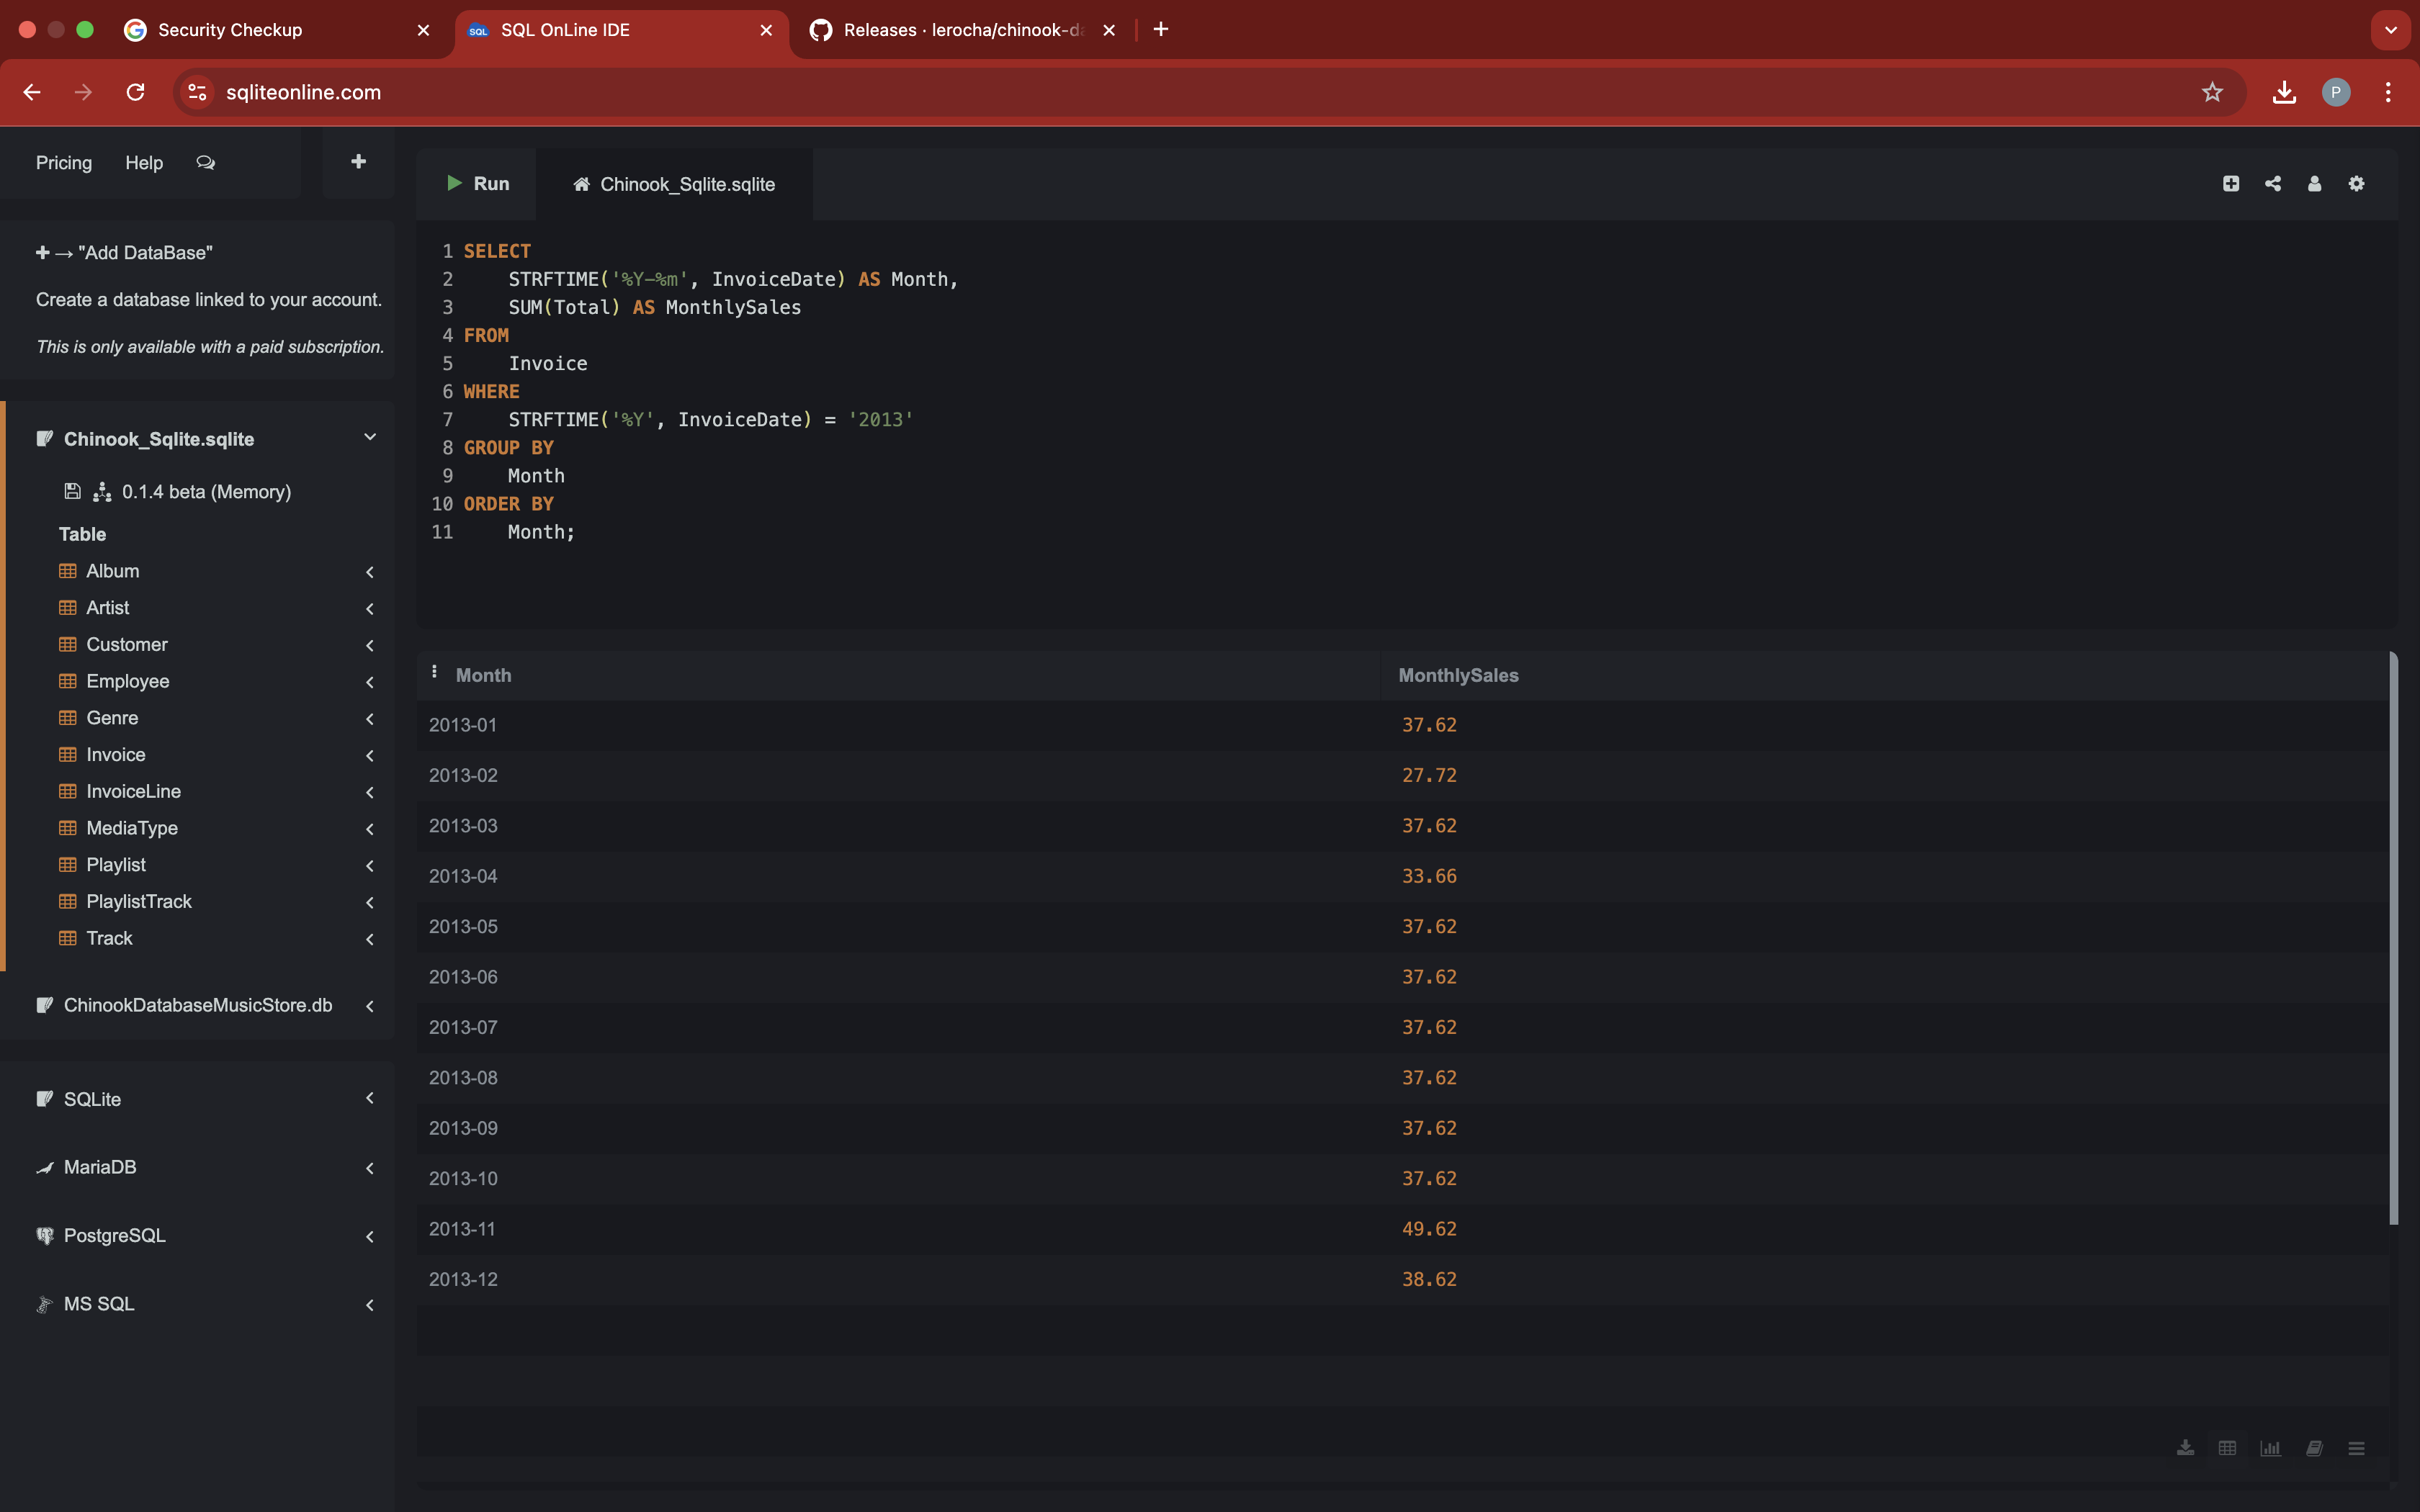 Security Checkup
SQL OnLine IDE
Releases · lerocha/chinook-da
sqliteonline.com
P
Pricing Help
"Add DataBase"
Create a database linked to your account.
This is only available with a paid subscription.
Chinook_Sqlite.sqlite
0.1.4 beta (Memory)
Table
Album
Artist
Customer
Employee
Genre
Invoice
InvoiceLine
MediaType
Playlist
PlaylistTrack
Track
ChinookDatabaseMusicStore.db
SQLite
MariaDB
PostgreSQL
MS SQL
Run Chinook_Sqlite.sqlite
1 SELECT
2 STRFTIME('%Y-%m', InvoiceDate) AS Month,
3 SUM(Total) AS MonthlySales
4 FROM
5 Invoice
6 WHERE
7 STRFTIME('%Y', InvoiceDate) = '2013'
8 GROUP BY
9 Month
10 ORDER BY
11 Month;
Month MonthlySales
2013-01 37.62
2013-02 27.72
2013-03 37.62
2013-04 33.66
2013-05 37.62
2013-06 37.62
2013-07 37.62
2013-08 37.62
2013-09 37.62
2013-10 37.62
2013-11 49.62
2013-12 38.62